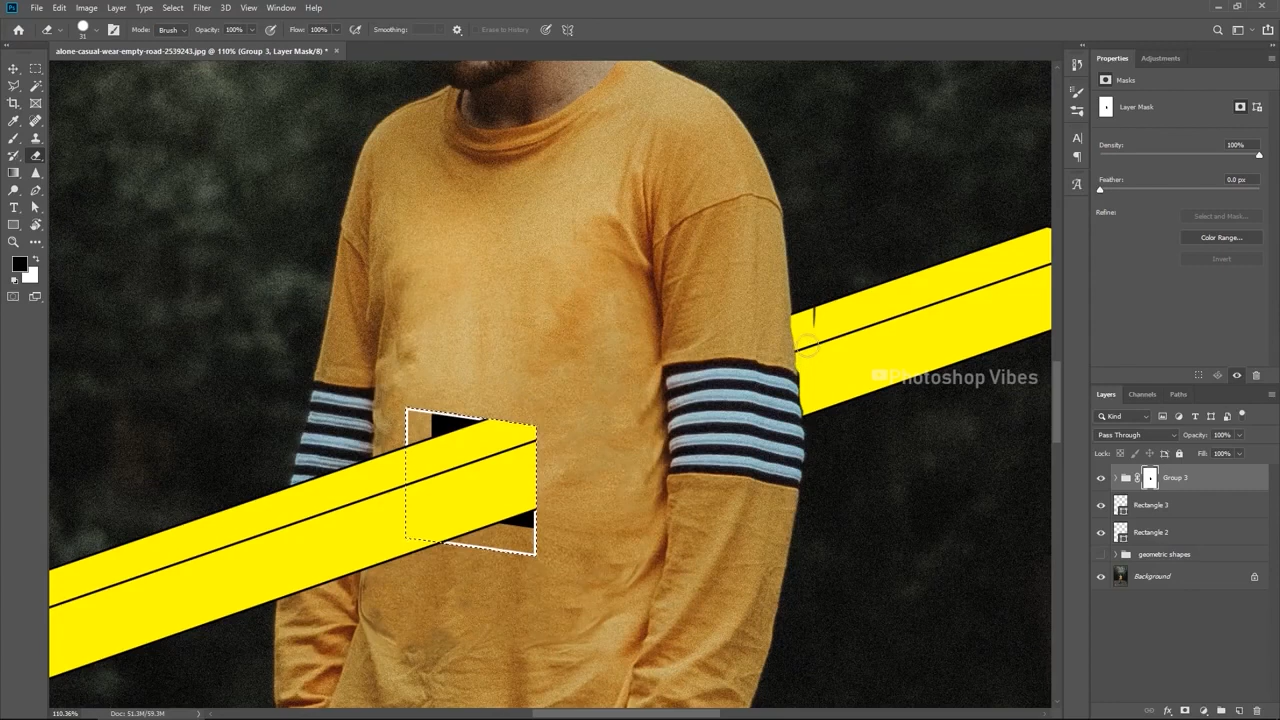 Ps File Edit Image Layer Type Select Filter 3D View Window Help
31 Mode: Brush Opacity: 100% Flow: 100% Smoothing: Erase to History
alone-casual-wear-empty-road-2539243.jpg @ 110% (Group 3, Layer Mask/8) *
Properties Adjustments
Masks
Layer Mask
Density: 100%
Feather: 0.0 px
Refine: Select and Mask...
Color Range...
Invert
Photoshop Vibes
Layers Channels Paths
Kind
Pass Through Opacity: 100%
Lock: Fill: 100%
Group 3
Rectangle 3
Rectangle 2
geometric shapes
Background
110.36% Doc: 51.3M/59.3M